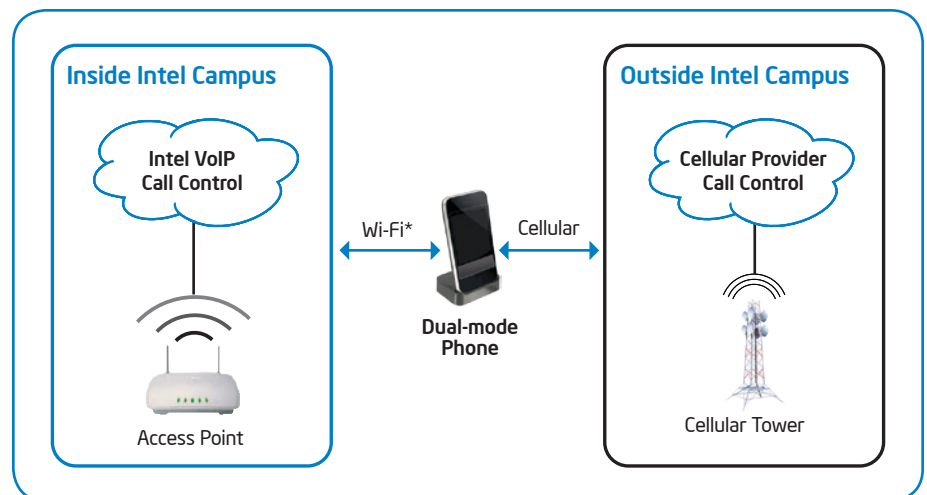 Inside Intel Campus
Intel VoIP
Call Control
Access Point
Wi-Fi*
Cellular
Dual-mode
Phone
Outside Intel Campus
Cellular Provider
Call Control
Cellular Tower